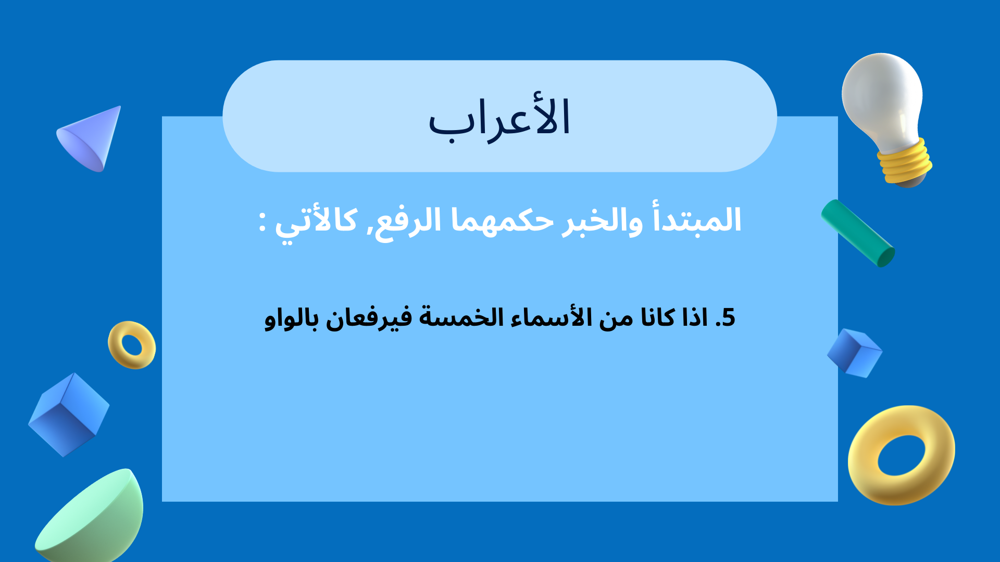 الأعراب
المبتدأ والخبر حكمهما الرفع, كالأتي :
5. اذا كانا من الأسماء الخمسة فيرفعان بالواو